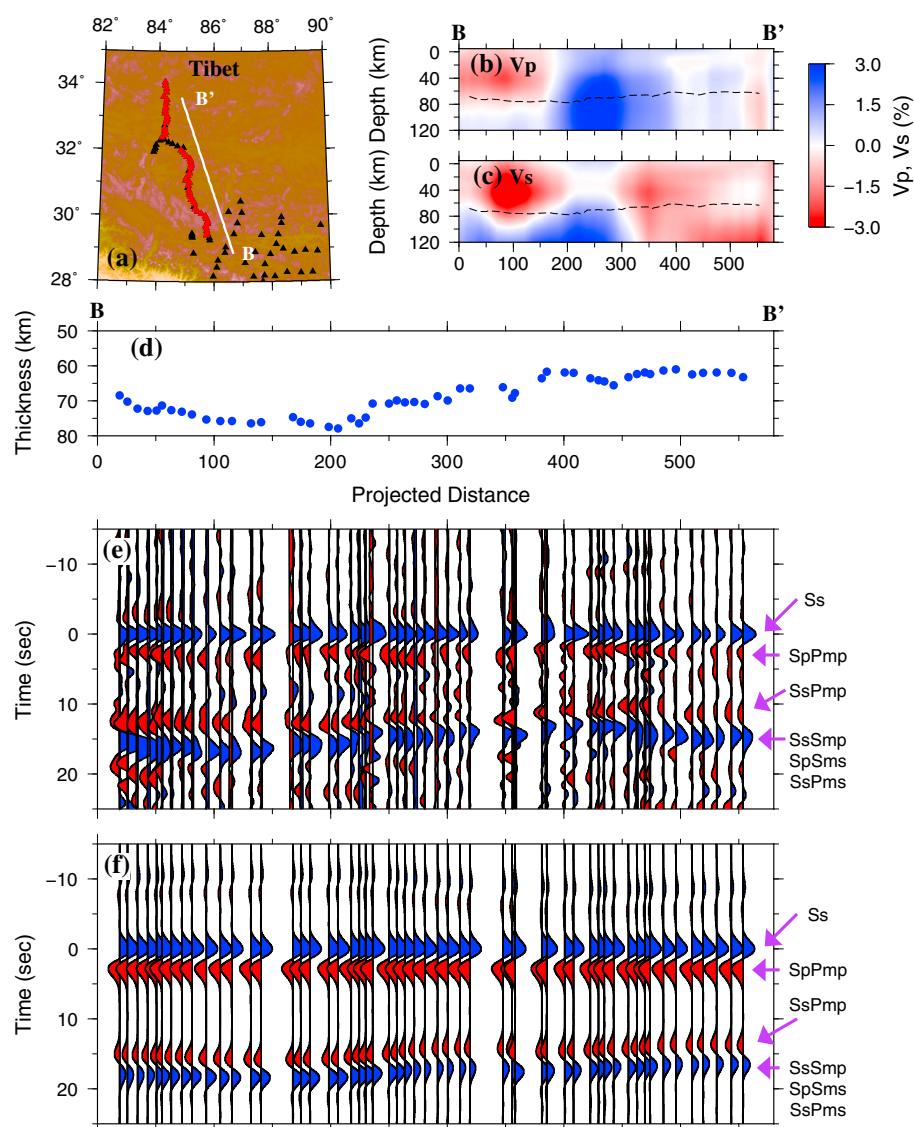 82˚ 84˚ 86˚ 88˚ 90˚
34˚
32˚
30˚
28˚
Tibet
B'
B
(a)
B B'
Depth (km)
0
40
80
120
(b) Vp
Depth (km)
0
40
80
120
(c) Vs
0 100 200 300 400 500
3.0
1.5
0.0
−1.5
−3.0
Vp, Vs (%)
B B'
Thickness (km)
50
60
70
80
(d)
0 100 200 300 400 500
Projected Distance
Time (sec)
−10
0
10
20
(e)
Ss
SpPmp
SsPmp
SsSmp
SpSms
SsPms
Time (sec)
−10
0
10
20
(f)
Ss
SpPmp
SsPmp
SsSmp
SpSms
SsPms